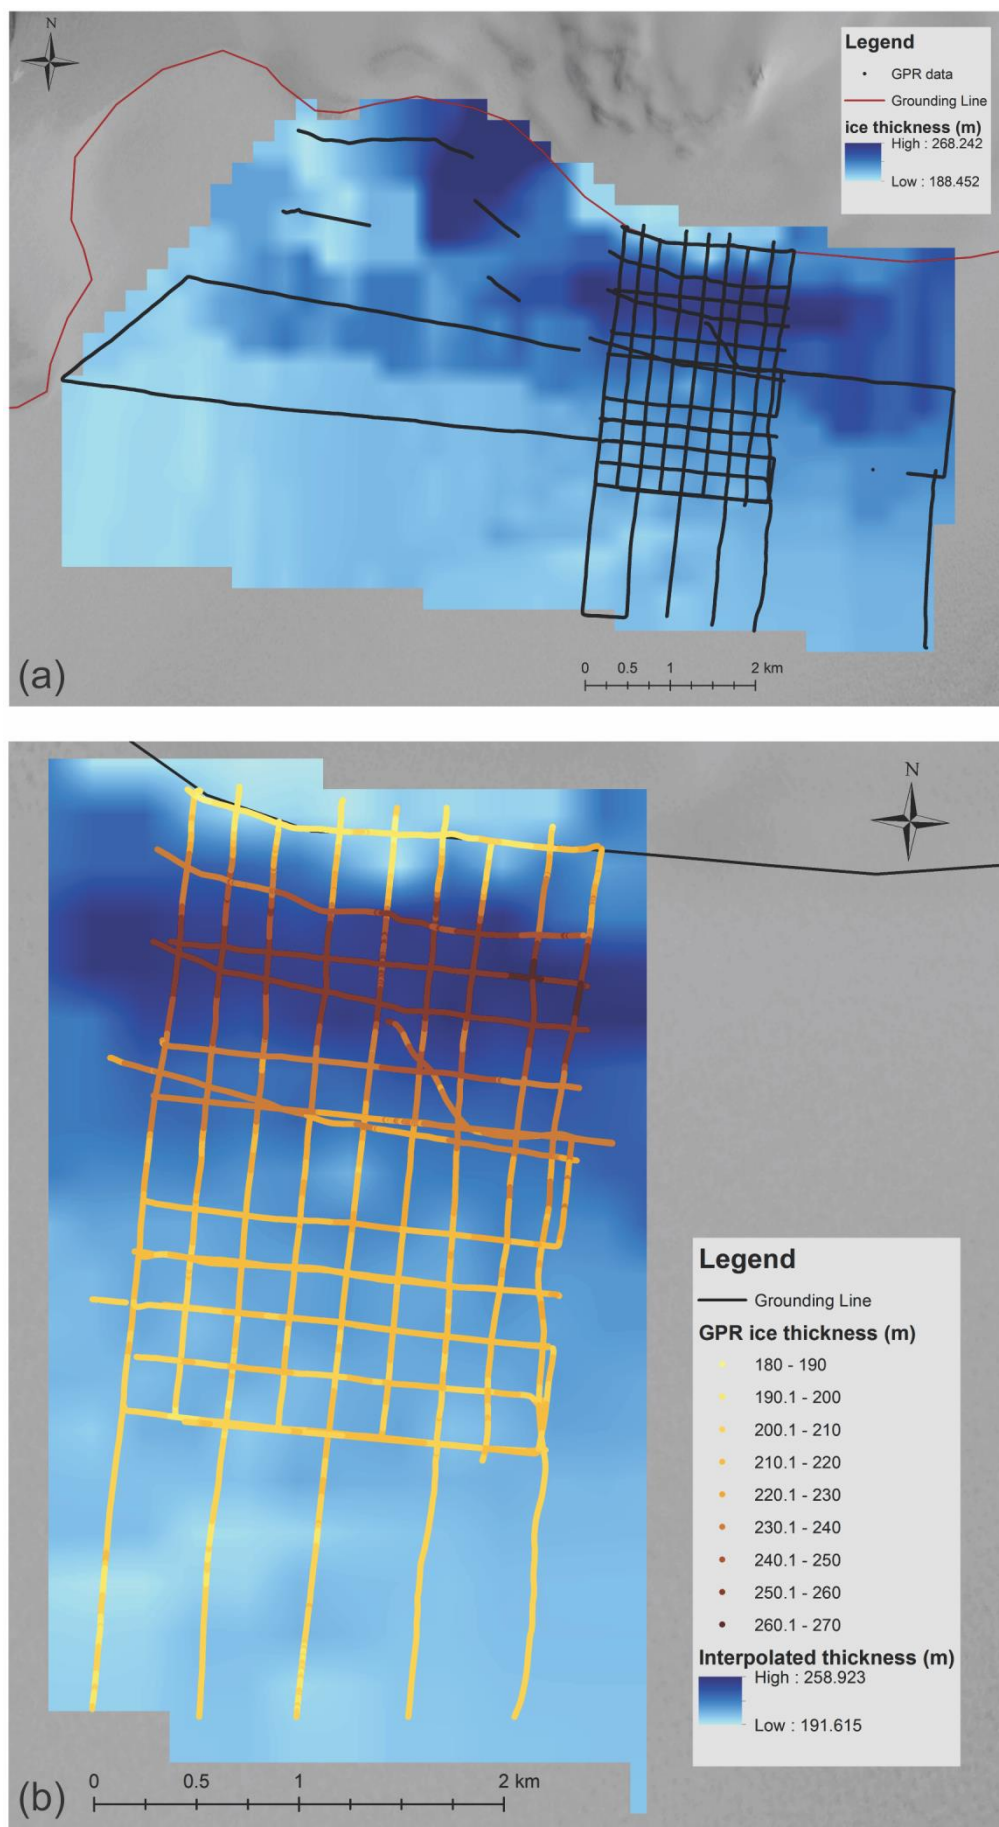 N
Legend
GPR data
Grounding Line
ice thickness (m)
High : 268.242
Low : 188.452
(a)
0 0.5 1 2 km
N
Legend
Grounding Line
GPR ice thickness (m)
180 - 190
190.1 - 200
200.1 - 210
210.1 - 220
220.1 - 230
230.1 - 240
240.1 - 250
250.1 - 260
260.1 - 270
Interpolated thickness (m)
High : 258.923
Low : 191.615
(b)
0 0.5 1 2 km